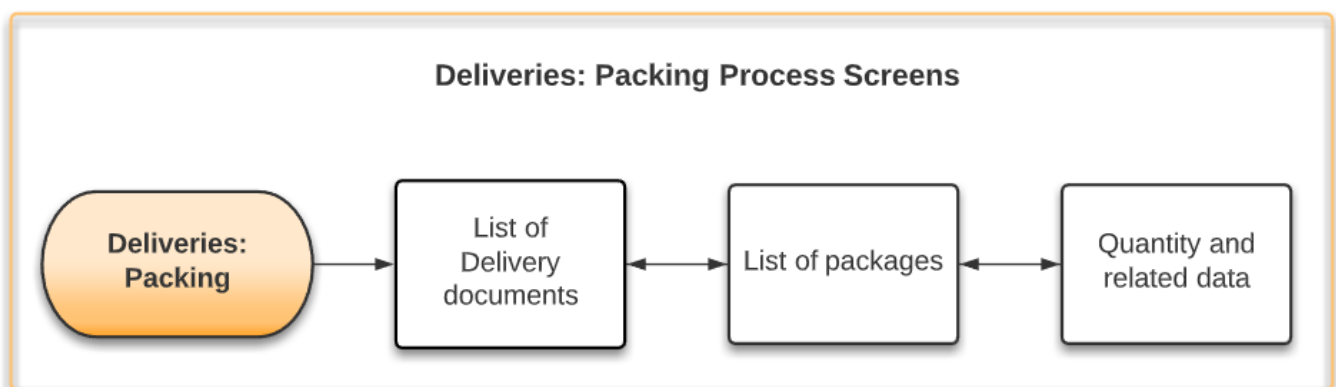 Deliveries: Packing Process Screens
Deliveries:
Packing
List of
Delivery
documents
List of packages
Quantity and
related data